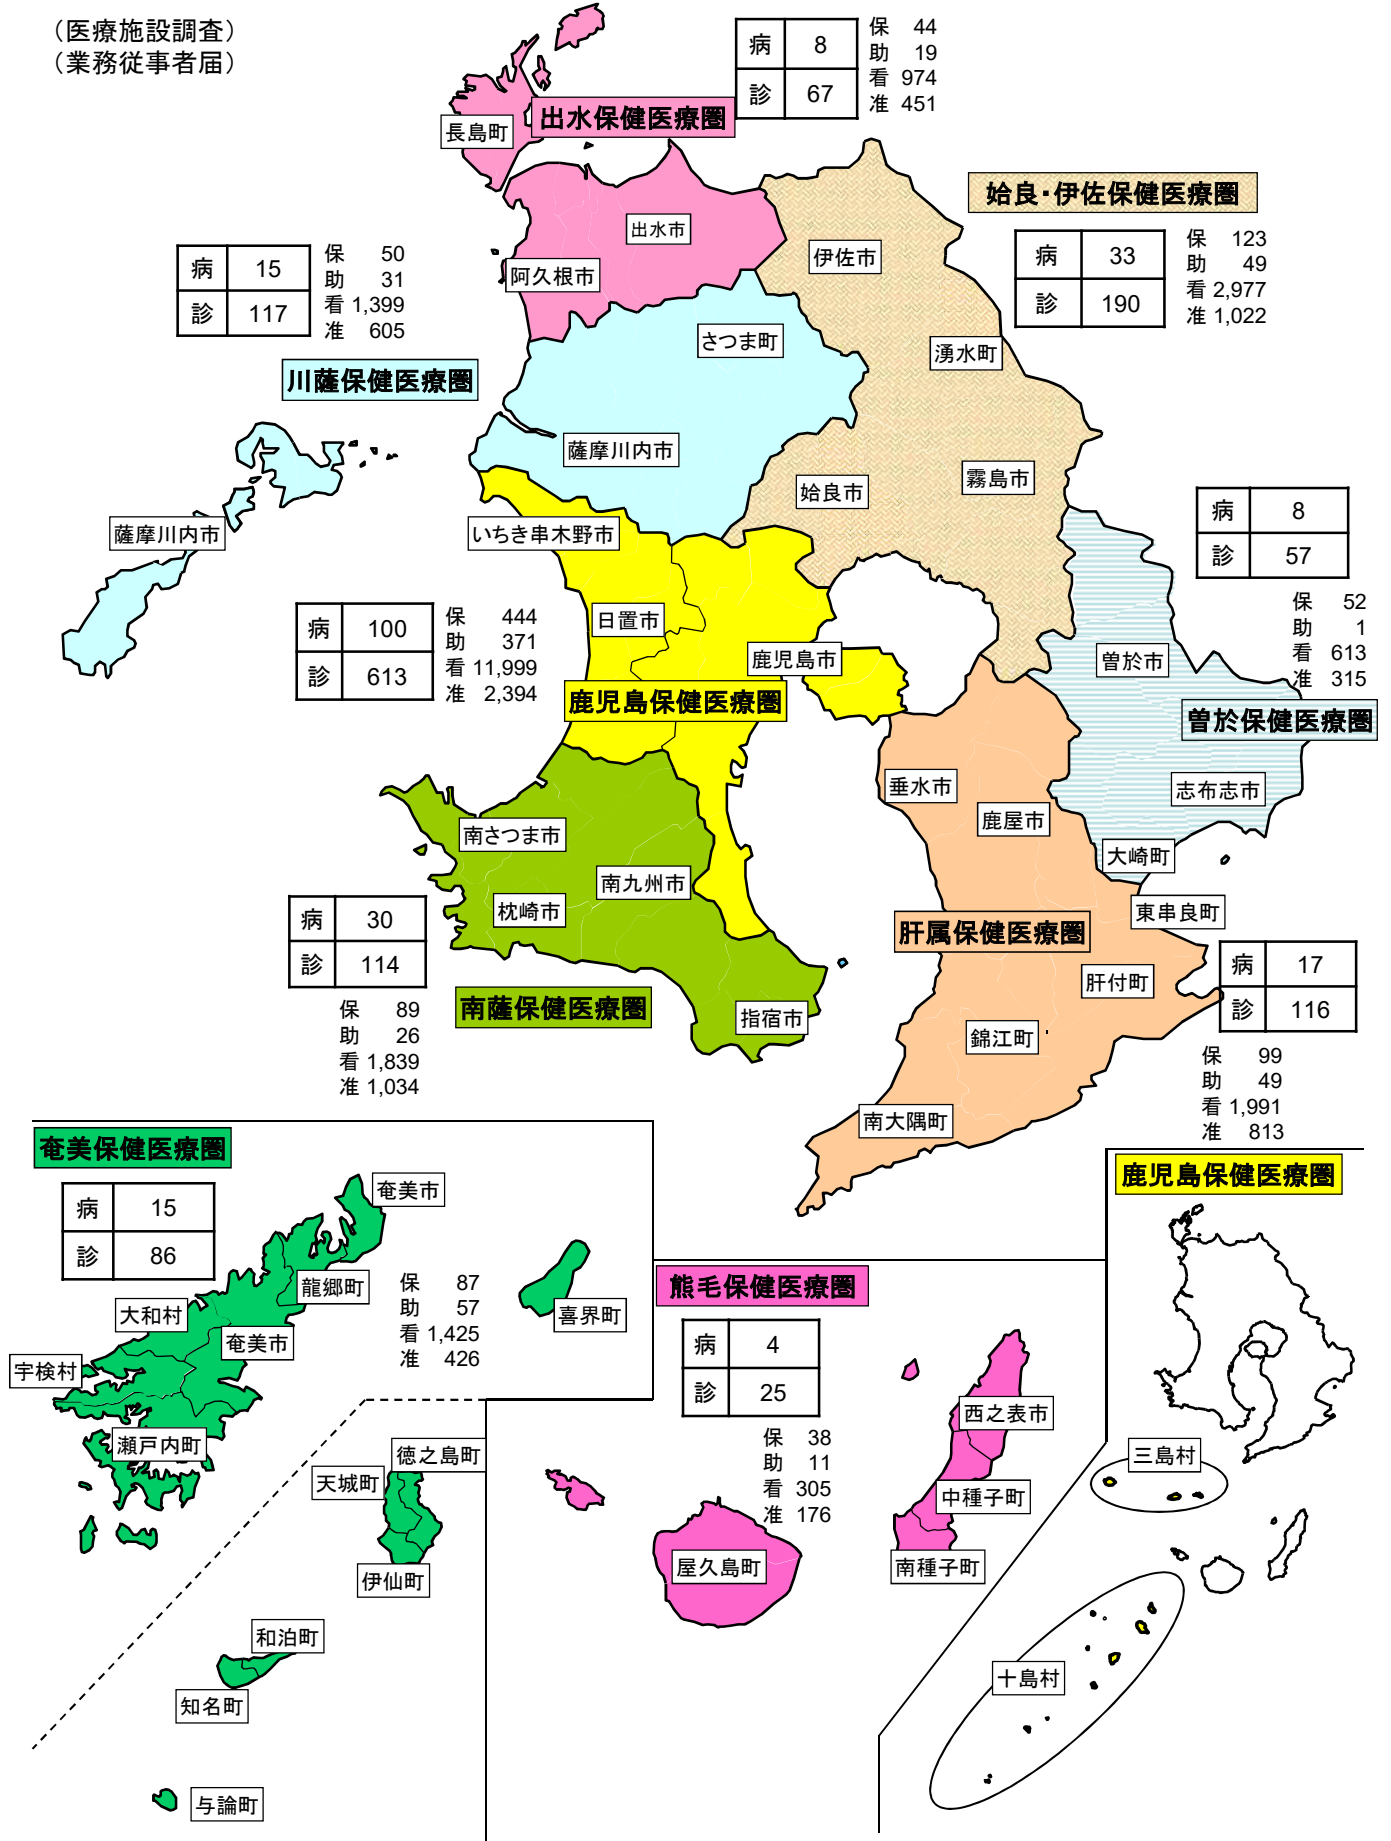 （医療施設調査）
（業務従事者届）
病 8
診 67
保 44
助 19
看 974
准 451
出水保健医療圏
長島町
出水市
阿久根市
始良・伊佐保健医療圏
病 33
診 190
保 123
助 49
看 2,977
准 1,022
伊佐市
湧水町
霧島市
姶良市
病 15
診 117
保 50
助 31
看 1,399
准 605
川薩保健医療圏
さつま町
薩摩川内市
薩摩川内市
病 8
診 57
保 52
助 1
看 613
准 315
曽於保健医療圏
曽於市
志布志市
大崎町
いちき串木野市
日置市
鹿児島市
病 100
診 613
保 444
助 371
看 11,999
准 2,394
鹿児島保健医療圏
垂水市
鹿屋市
東串良町
肝属保健医療圏
肝付町
錦江町
南大隅町
病 17
診 116
保 99
助 49
看 1,991
准 813
南さつま市
南九州市
枕崎市
指宿市
病 30
診 114
保 89
助 26
看 1,839
准 1,034
南薩保健医療圏
奄美保健医療圏
病 15
診 86
保 87
助 57
看 1,425
准 426
奄美市
龍郷町
大和村
奄美市
宇検村
瀬戸内町
喜界町
徳之島町
天城町
伊仙町
和泊町
知名町
与論町
熊毛保健医療圏
病 4
診 25
保 38
助 11
看 305
准 176
西之表市
中種子町
南種子町
屋久島町
鹿児島保健医療圏
三島村
十島村